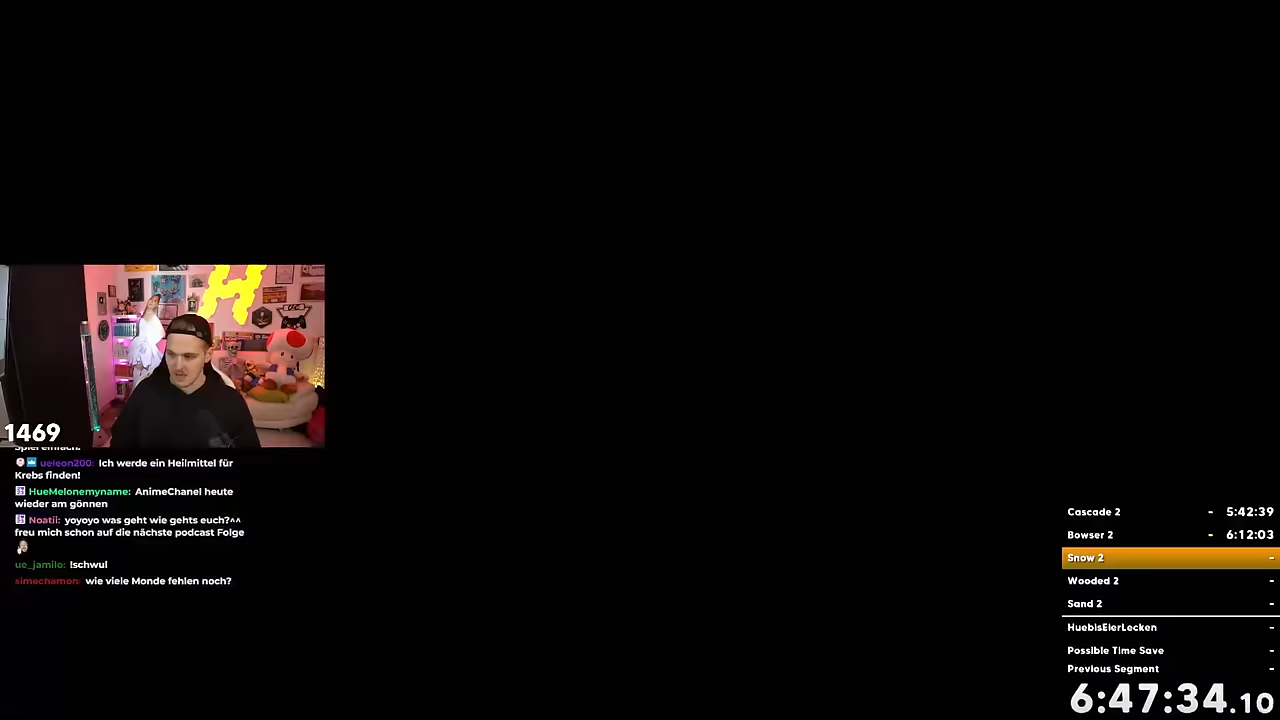 H
1469
Spiel einfach.
ueleon200: Ich werde ein Heilmittel für
Krebs finden!
HueMelonemyname: AnimeChanel heute
wieder am gönnen
Noatii: yoyoyo was geht wie gehts euch?^^
freu mich schon auf die nächste podcast Folge
ue_jamilo: !schwul
simechamon: wie viele Monde fehlen noch?
Cascade 2 - 5:42:39
Bowser 2 - 6:12:03
Snow 2 -
Wooded 2 -
Sand 2 -
HuebisEierLecken -
Possible Time Save -
Previous Segment -
6:47:34.10